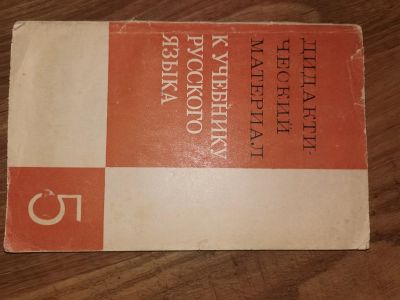 ДИДАКТИ-
ЧЕСКИЙ
МАТЕРИАЛ
К УЧЕБНИКУ
РУССКОГО
ЯЗЫКА
5